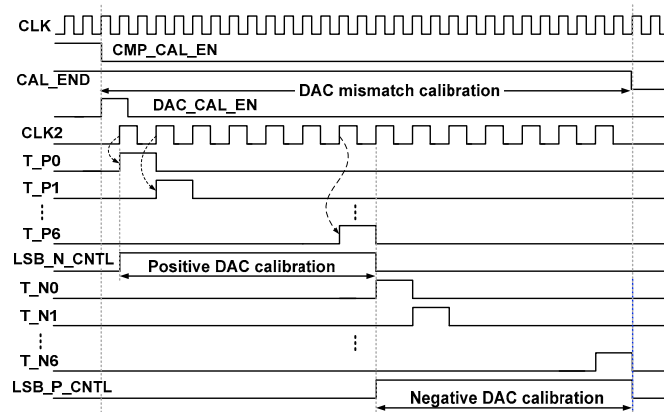 CLK
CMP_CAL_EN
CAL_END
DAC mismatch calibration
DAC_CAL_EN
CLK2
T_P0
T_P1
T_P6
LSB_N_CNTL
Positive DAC calibration
T_N0
T_N1
T_N6
LSB_P_CNTL
Negative DAC calibration